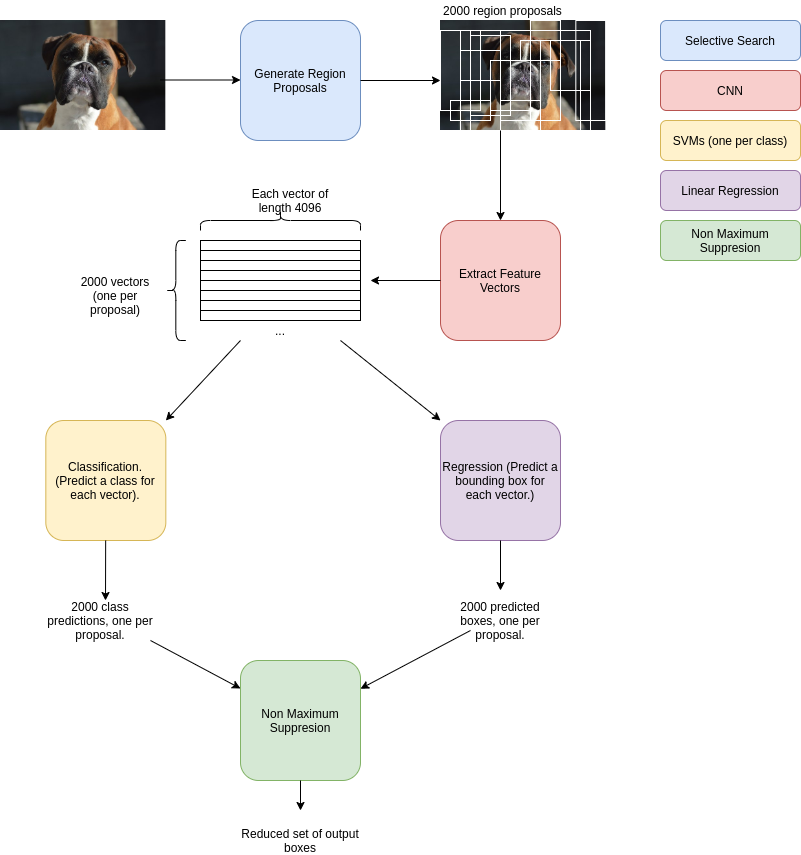 2000 region proposals
Generate Region
Proposals
Selective Search
CNN
SVMs (one per class)
Linear Regression
Non Maximum
Suppresion
Each vector of
length 4096
2000 vectors
(one per
proposal)
...
Extract Feature
Vectors
Classification.
(Predict a class for
each vector).
Regression (Predict a
bounding box for
each vector.)
2000 class
predictions, one per
proposal.
2000 predicted
boxes, one per
proposal.
Non Maximum
Suppresion
Reduced set of output
boxes